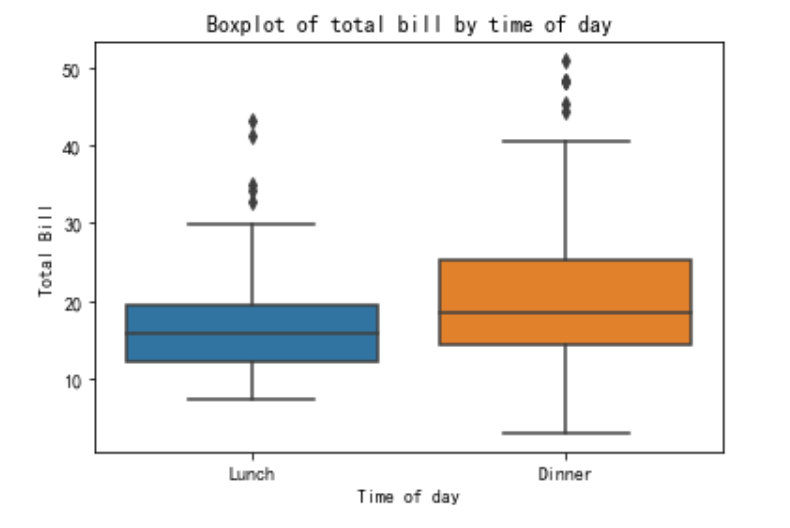 Boxplot of total bill by time of day
50
40
30
20
10
Total Bill
Lunch Dinner
Time of day